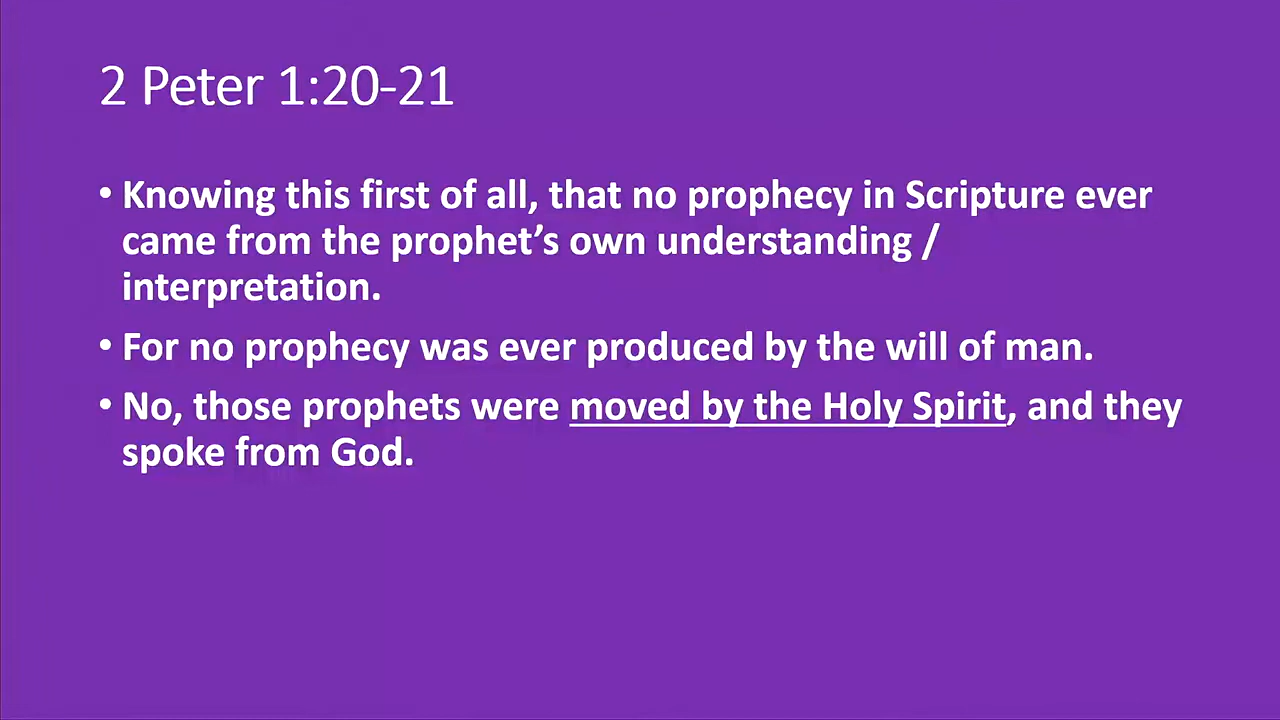 2 Peter 1:20-21
• Knowing this first of all, that no prophecy in Scripture ever
came from the prophet’s own understanding /
interpretation.
• For no prophecy was ever produced by the will of man.
• No, those prophets were moved by the Holy Spirit, and they
spoke from God.